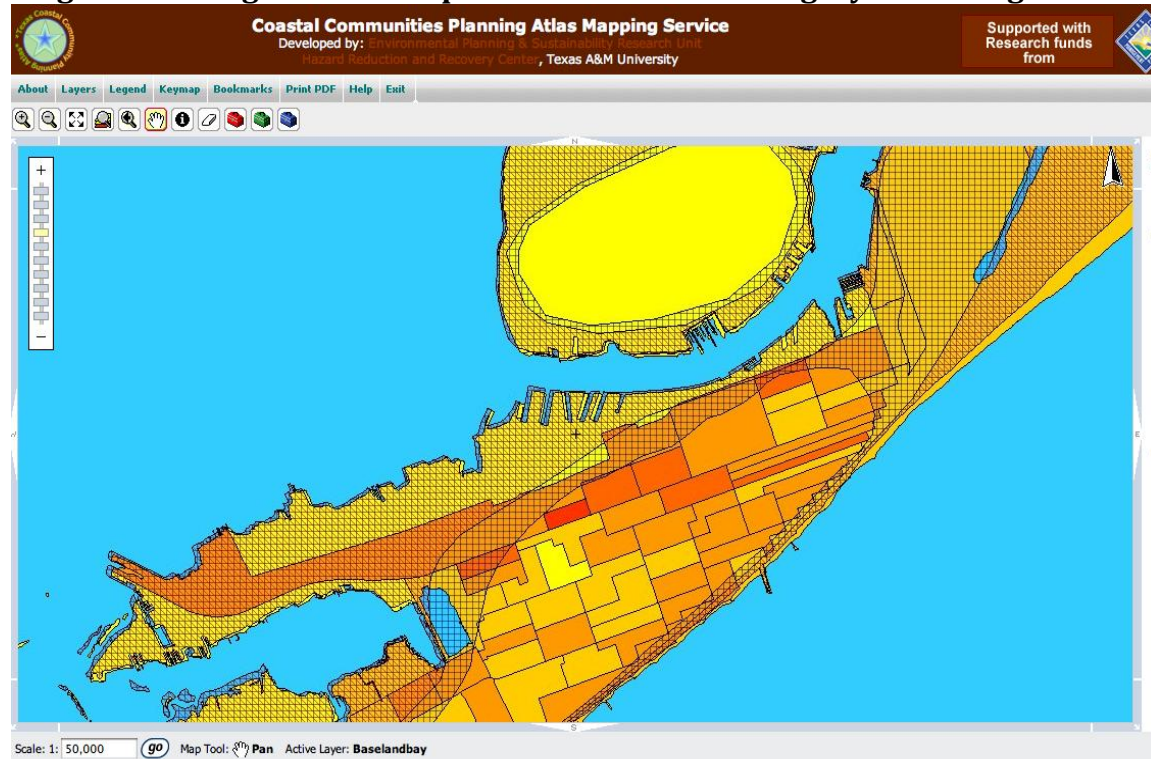 Coastal Communities Planning Atlas Mapping Service
Developed by: Environmental Planning & Sustainability Research Unit
Hazard Reduction and Recovery Center, Texas A&M University
Supported with
Research funds
from
About Layers Legend Keymap Bookmarks Print PDF Help Exit
N
+
−
E
S
Scale: 1: 50,000 go Map Tool: Pan Active Layer: Baselandbay